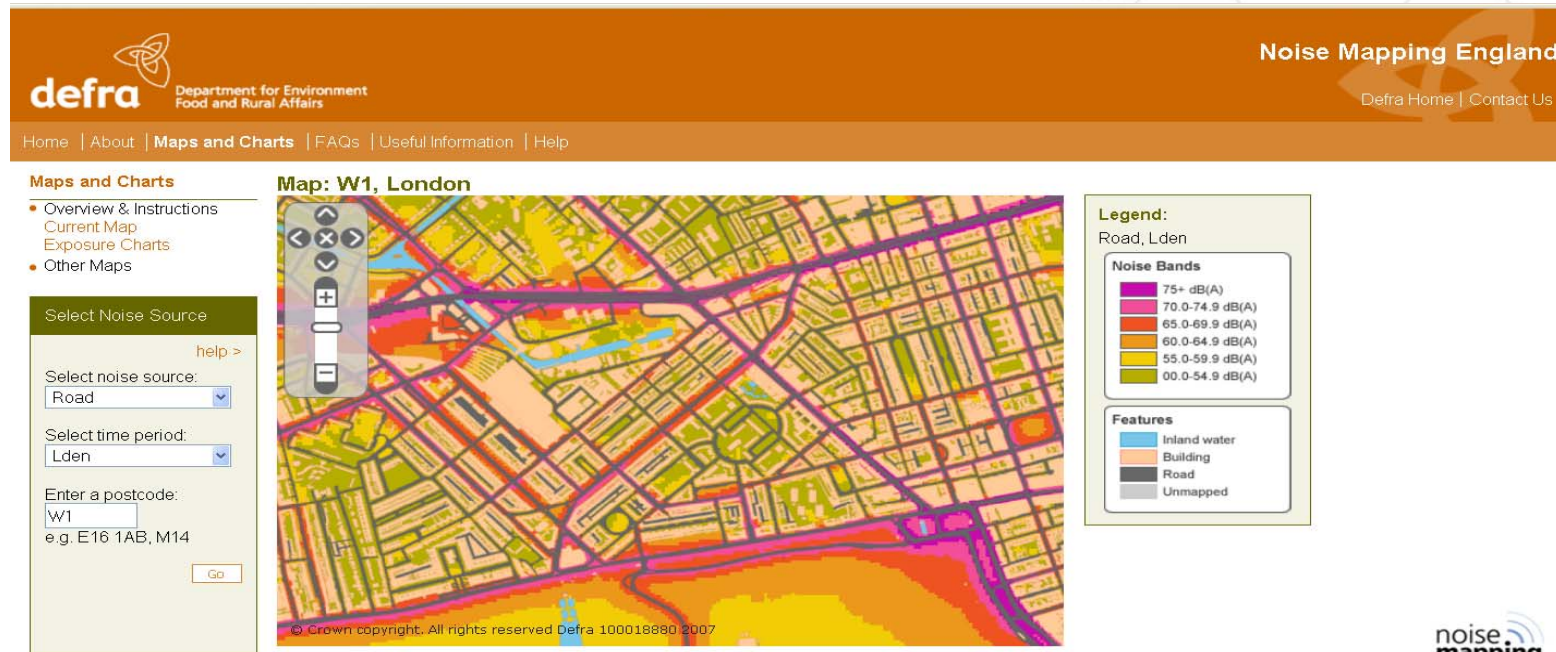 Noise Mapping England
defra
Department for Environment
Food and Rural Affairs
Defra Home | Contact Us
Home | About | Maps and Charts | FAQs | Useful Information | Help
Maps and Charts
• Overview & Instructions
Current Map
Exposure Charts
• Other Maps
Select Noise Source
help >
Select noise source:
Road
Select time period:
Lden
Enter a postcode:
W1
e.g. E16 1AB, M14
Go
Map: W1, London
© Crown copyright. All rights reserved Defra 100018880 2007
Legend:
Road, Lden
Noise Bands
75+ dB(A)
70.0-74.9 dB(A)
65.0-69.9 dB(A)
60.0-64.9 dB(A)
55.0-59.9 dB(A)
00.0-54.9 dB(A)
Features
Inland water
Building
Road
Unmapped
noise
mapping